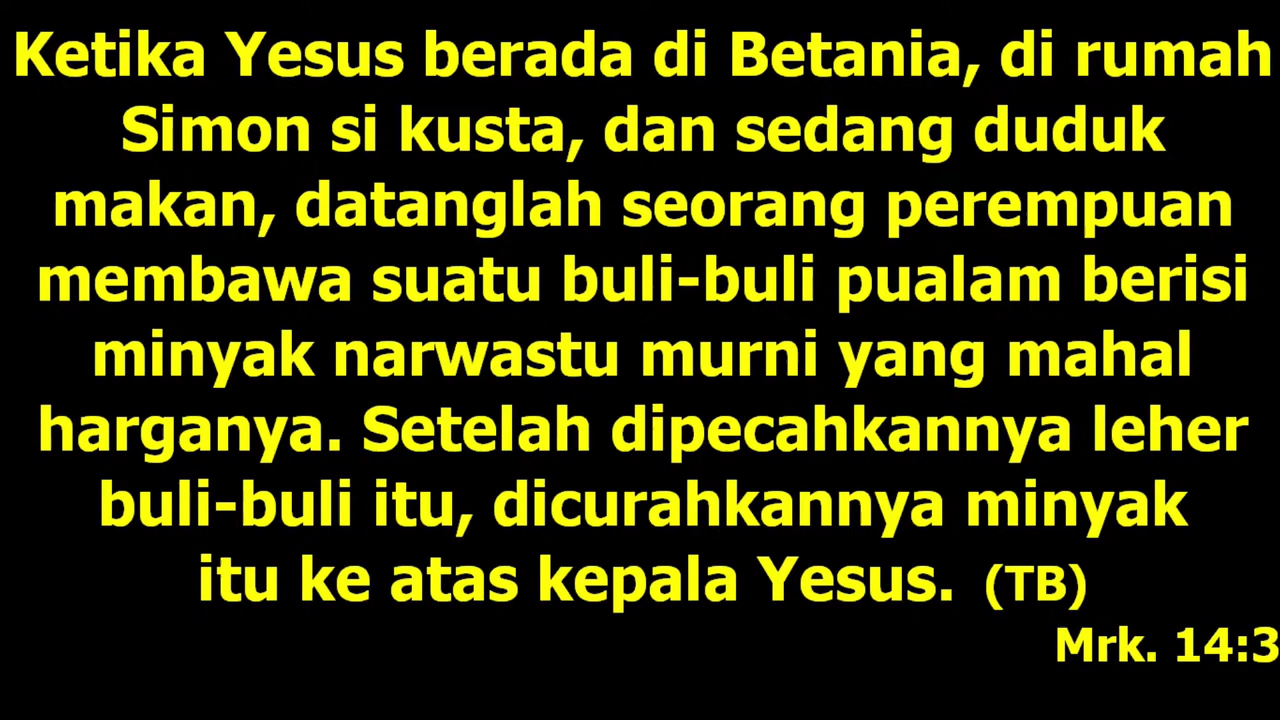 Ketika Yesus berada di Betania, di rumah
Simon si kusta, dan sedang duduk
makan, datanglah seorang perempuan
membawa suatu buli-buli pualam berisi
minyak narwastu murni yang mahal
harganya. Setelah dipecahkannya leher
buli-buli itu, dicurahkannya minyak
itu ke atas kepala Yesus. (TB)
Mrk. 14:3